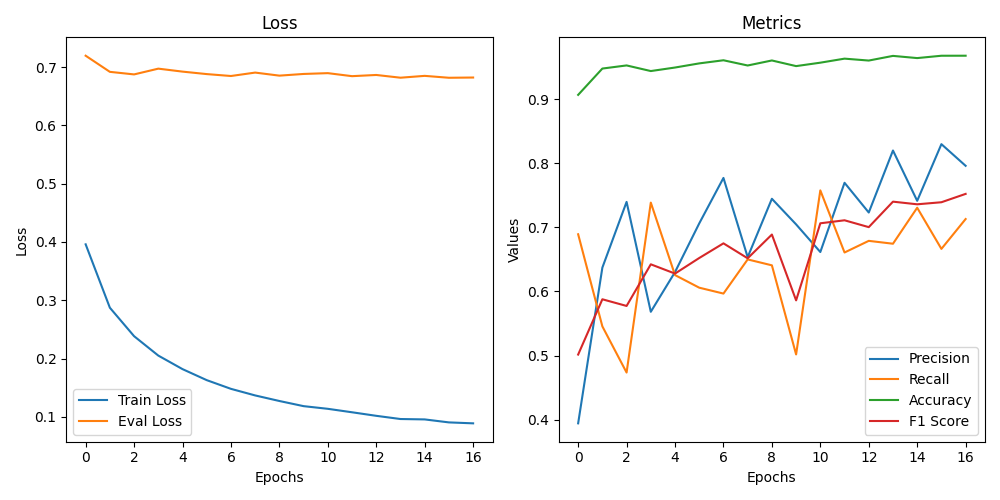 Loss
Loss
0.7
0.6
0.5
0.4
0.3
0.2
0.1
Train Loss
Eval Loss
0 2 4 6 8 10 12 14 16
Epochs
Metrics
Values
0.9
0.8
0.7
0.6
0.5
0.4
Precision
Recall
Accuracy
F1 Score
0 2 4 6 8 10 12 14 16
Epochs